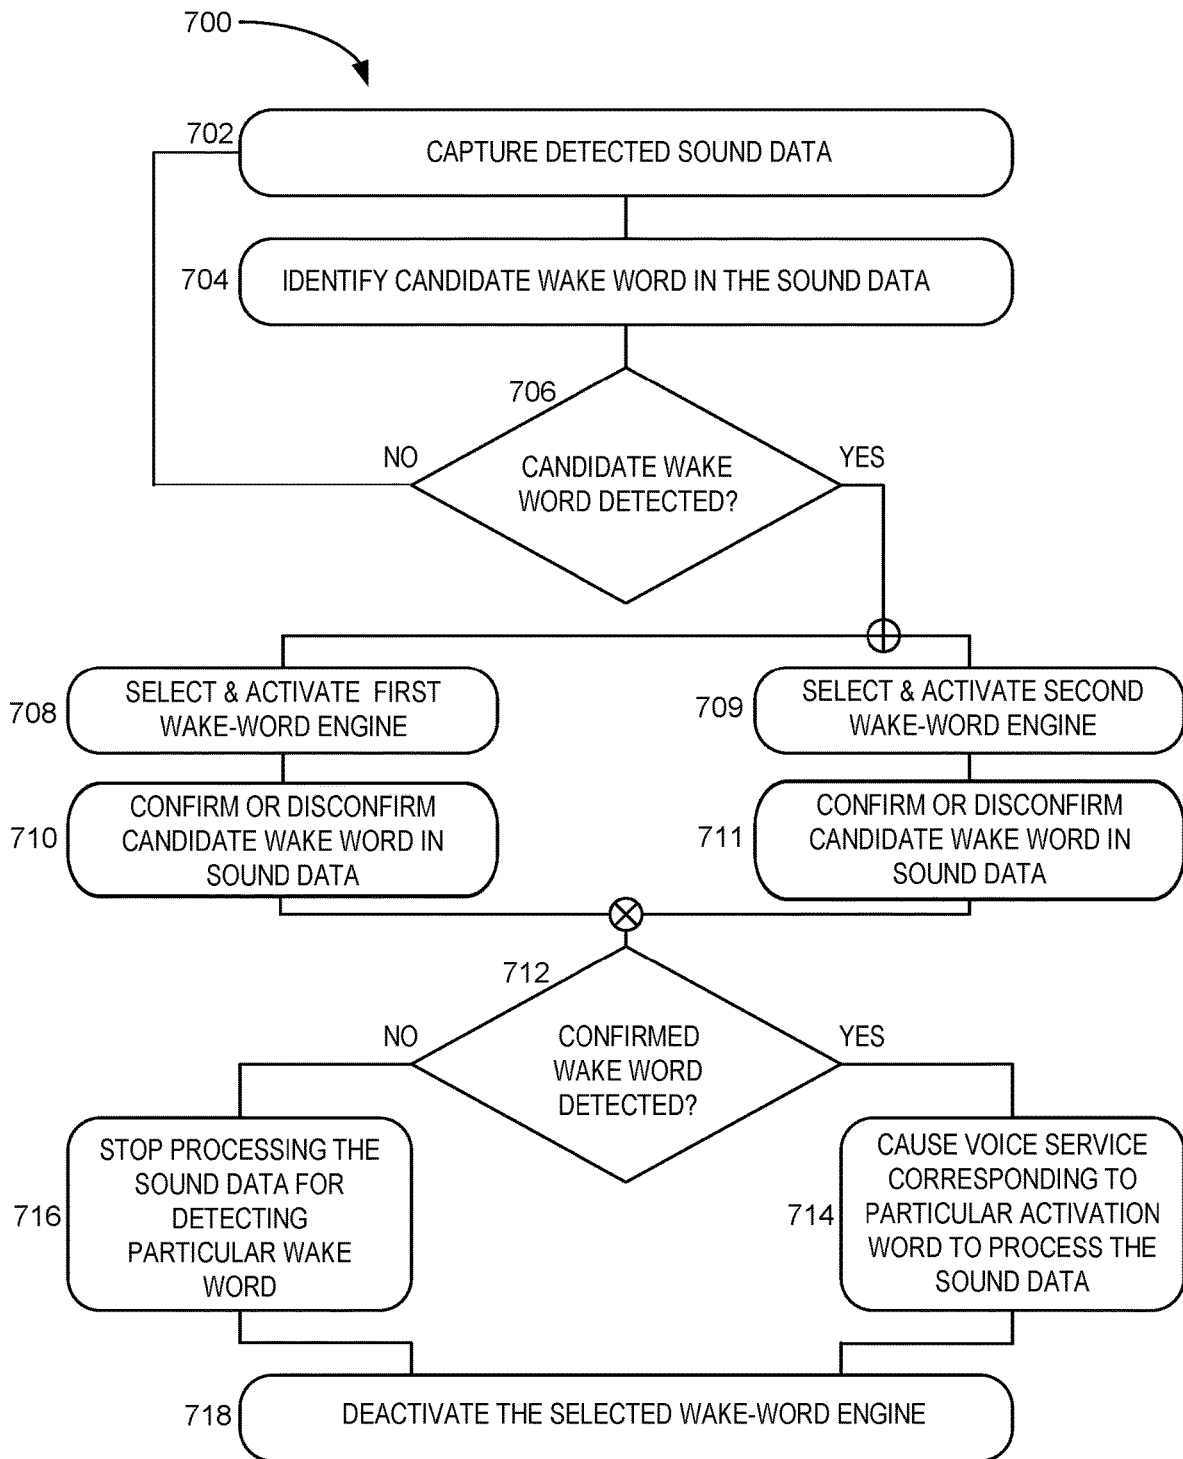 700
702
CAPTURE DETECTED SOUND DATA
704
IDENTIFY CANDIDATE WAKE WORD IN THE SOUND DATA
706
NO
YES
CANDIDATE WAKE
WORD DETECTED?
708
SELECT & ACTIVATE FIRST
WAKE-WORD ENGINE
709
SELECT & ACTIVATE SECOND
WAKE-WORD ENGINE
710
CONFIRM OR DISCONFIRM
CANDIDATE WAKE WORD IN
SOUND DATA
711
CONFIRM OR DISCONFIRM
CANDIDATE WAKE WORD IN
SOUND DATA
712
NO
YES
CONFIRMED
WAKE WORD
DETECTED?
716
STOP PROCESSING THE
SOUND DATA FOR
DETECTING
PARTICULAR WAKE
WORD
714
CAUSE VOICE SERVICE
CORRESPONDING TO
PARTICULAR ACTIVATION
WORD TO PROCESS THE
SOUND DATA
718
DEACTIVATE THE SELECTED WAKE-WORD ENGINE